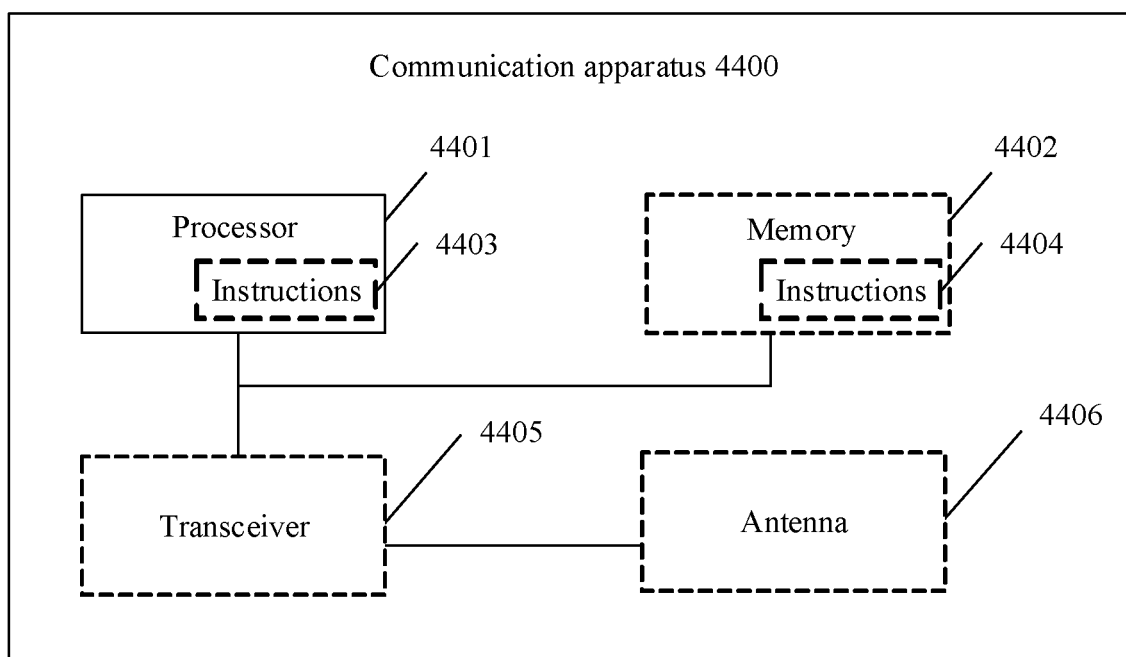 Communication apparatus 4400
4401
4402
Processor
4403
Instructions
Memory
4404
Instructions
4405
4406
Transceiver
Antenna